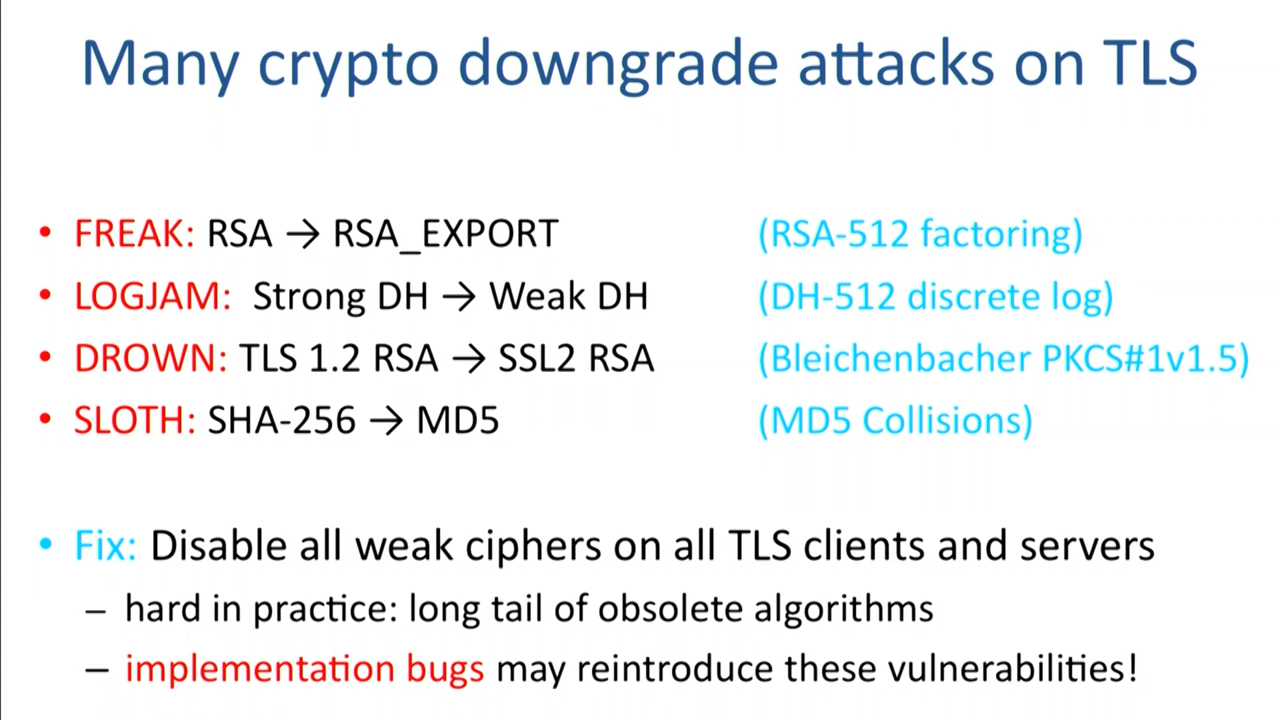 Many crypto downgrade attacks on TLS
• FREAK: RSA → RSA_EXPORT (RSA-512 factoring)
• LOGJAM: Strong DH → Weak DH (DH-512 discrete log)
• DROWN: TLS 1.2 RSA → SSL2 RSA (Bleichenbacher PKCS#1v1.5)
• SLOTH: SHA-256 → MD5 (MD5 Collisions)
• Fix: Disable all weak ciphers on all TLS clients and servers
– hard in practice: long tail of obsolete algorithms
– implementation bugs may reintroduce these vulnerabilities!